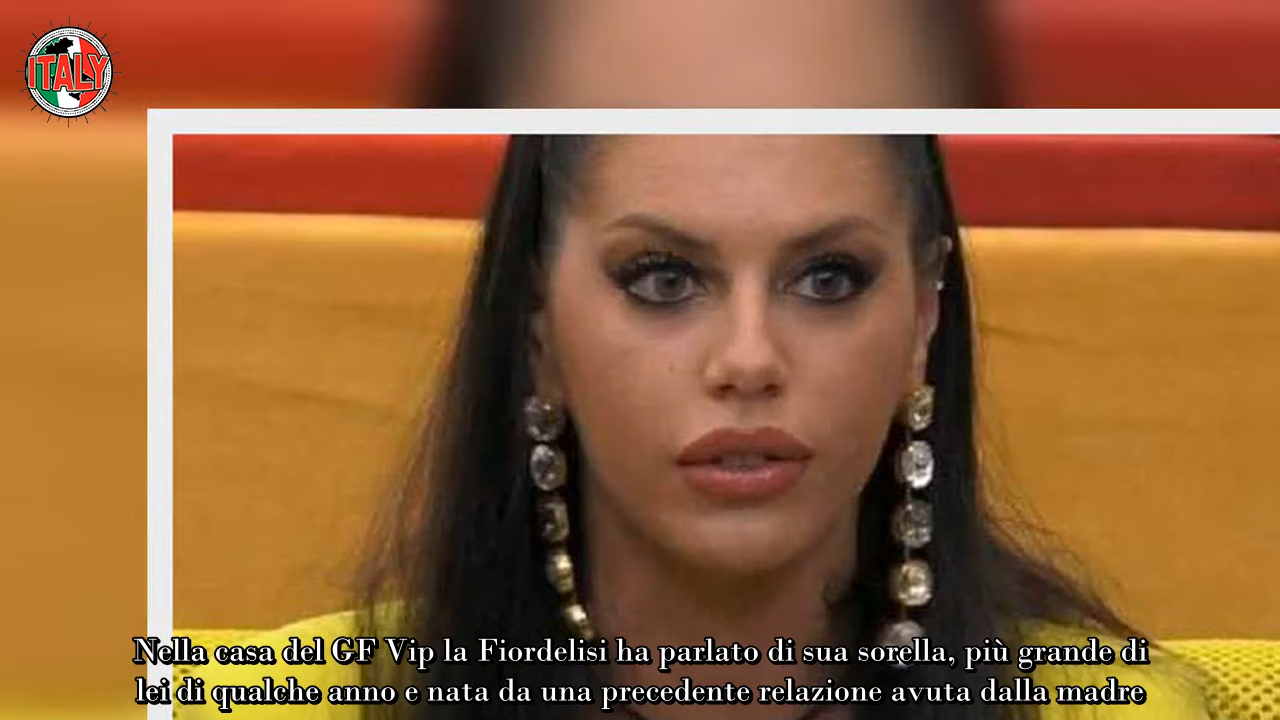 ITALY
Nella casa del GF Vip la Fiordelisi ha parlato di sua sorella, più grande di
lei di qualche anno e nata da una precedente relazione avuta dalla madre